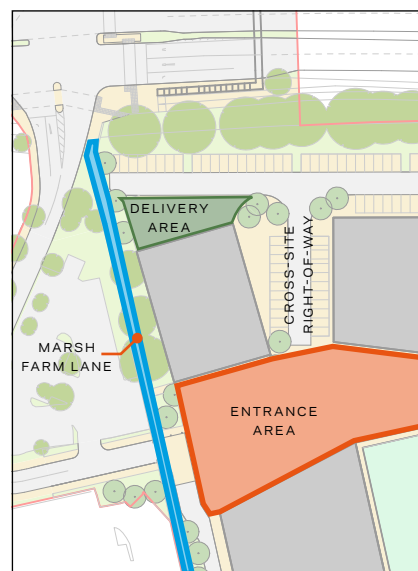 DELIVERY
AREA
CROSS-SITE
RIGHT-OF-WAY
MARSH
FARM LANE
ENTRANCE
AREA